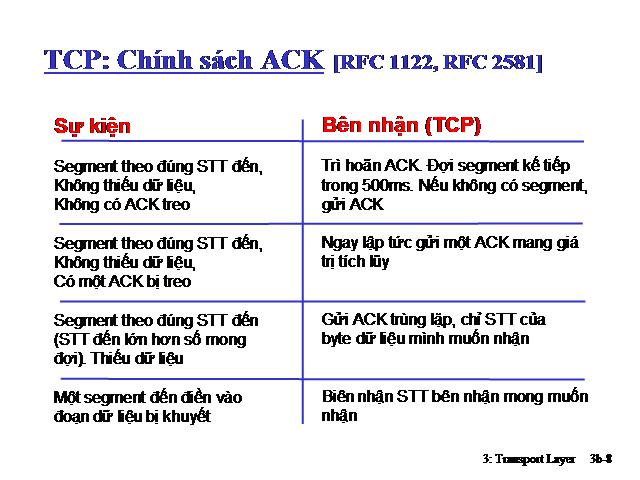 TCP: Chính sách ACK [RFC 1122, RFC 2581]
Sự kiện
Bên nhận (TCP)
Segment theo đúng STT đến,
Không thiếu dữ liệu,
Không có ACK treo
Trì hoãn ACK. Đợi segment kế tiếp
trong 500ms. Nếu không có segment,
gửi ACK
Segment theo đúng STT đến,
Không thiếu dữ liệu,
Có một ACK bị treo
Ngay lập tức gửi một ACK mang giá
trị tích lũy
Segment theo đúng STT đến
(STT đến lớn hơn số mong
đợi). Thiếu dữ liệu
Gửi ACK trùng lặp, chỉ STT của
byte dữ liệu mình muốn nhận
Một segment đến điền vào
đoạn dữ liệu bị khuyết
Biên nhận STT bên nhận mong muốn
nhận
3: Transport Layer 3b-8